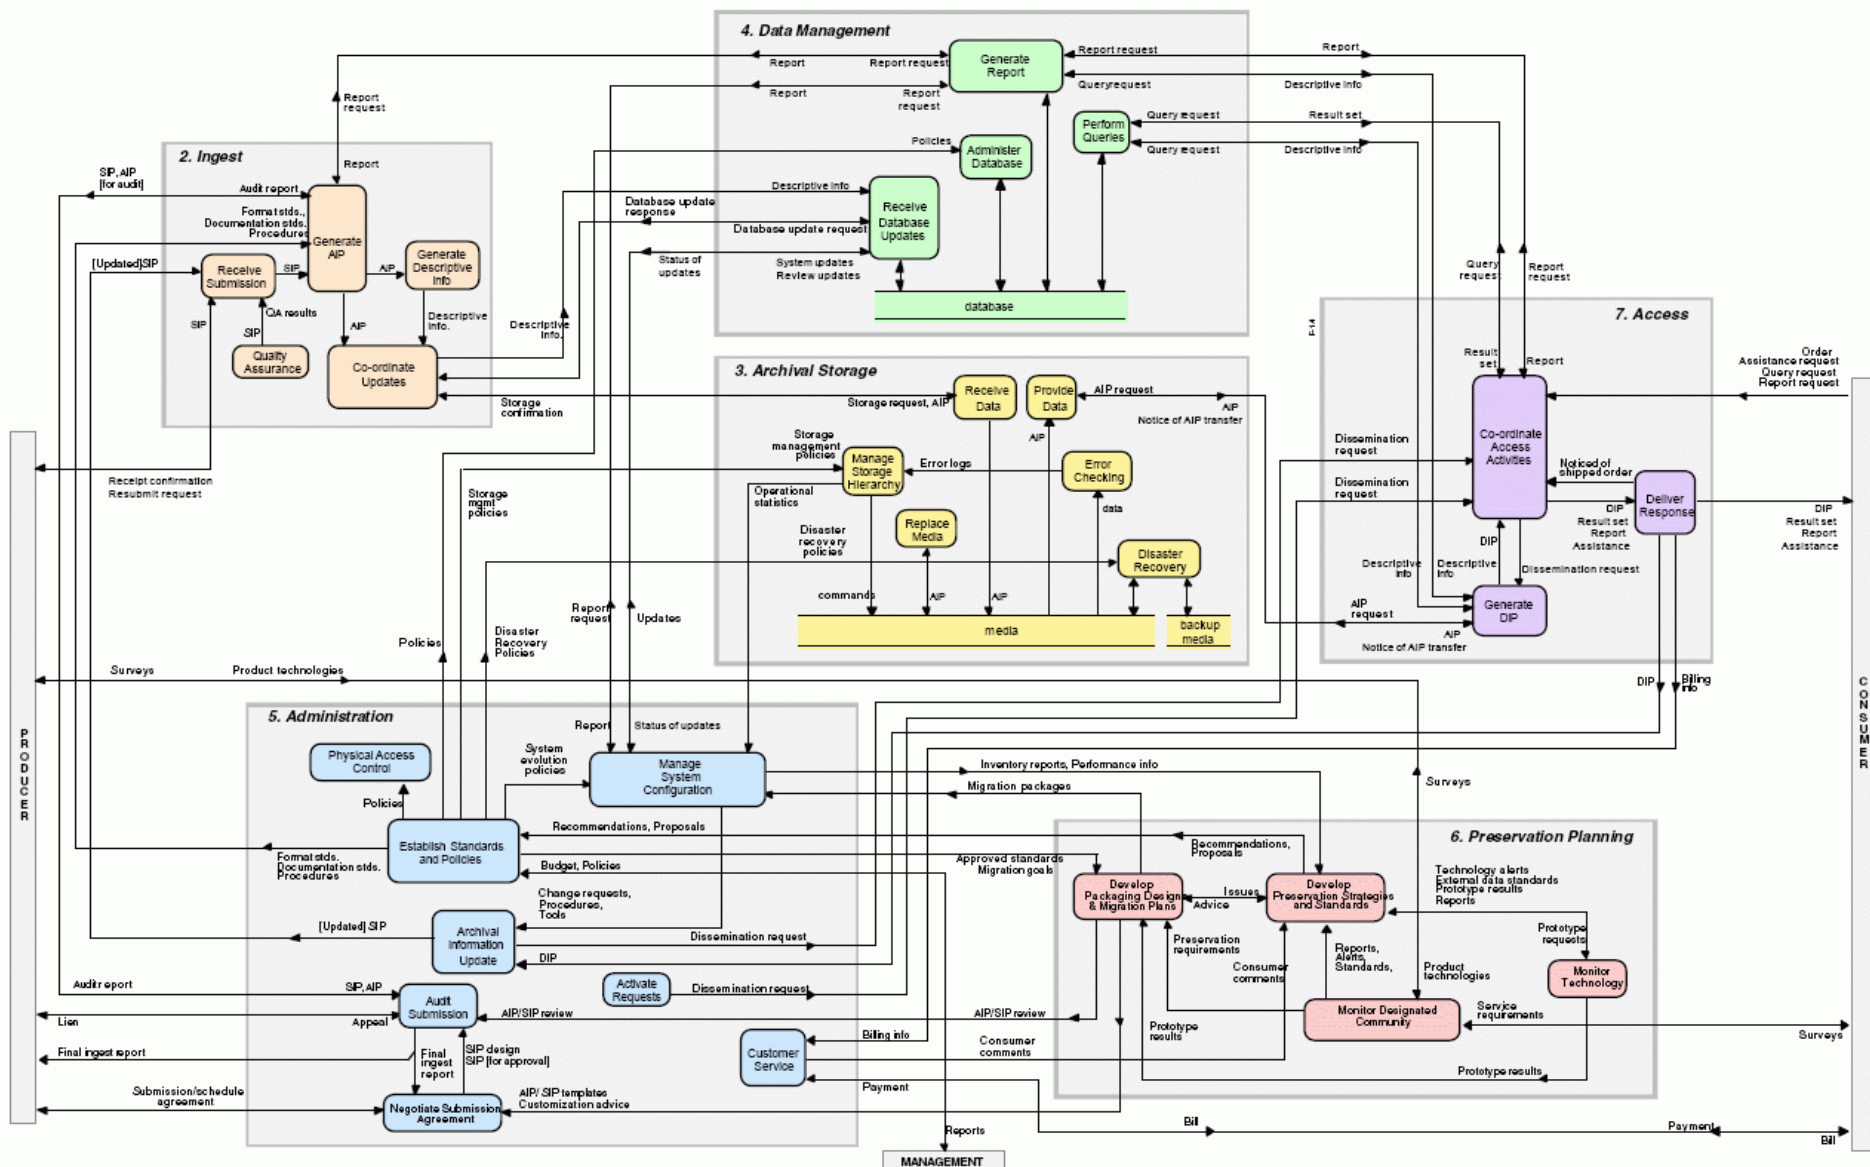 4. Data Management
Generate
Report
Report request
Report
Report
Report request
Queryrequest
Descriptive info
Report
Report
request
Report
request
Perform
Queries
Query request
Result set
Query request
Descriptive info
Policies
Administer
Database
Descriptive info
Receive
Database
Updates
Database update
response
Database update request
Status of
updates
System updates
Review updates
database
2. Ingest
Report
SIP, AIP
[for audit]
Audit report
Format stds.,
Documentation stds.
Procedures
Generate
AIP
[Updated]SIP
Receive
Submission
SIP
AIP
Generate
Descriptive
Info
QA results
SIP
SIP
AIP
Descriptive
Info.
Quality
Assurance
Co-ordinate
Updates
Descriptive
Info.
Storage
confirmation
Receipt confirmation
Resubmit request
3. Archival Storage
Receive
Data
Provide
Data
Storage request, AIP
AIP request
AIP
Notice of AIP transfer
Storage
management
policies
Manage
Storage
Hierarchy
Error logs
Error
Checking
AIP
Operational
statistics
data
Storage
mgmt
policies
Replace
Media
Disaster
recovery
policies
Disaster
Recovery
commands
AIP
AIP
media
backup
media
F-14
7. Access
Query
request
Report
request
Result
set
Report
Order
Assistance request
Query request
Report request
Co-ordinate
Access
Activities
Dissemination
request
Dissemination
request
Noticed of
shipped order
Deliver
Response
DIP
Result set
Report
Assistance
DIP
Result set
Report
Assistance
DIP
Descriptive
Info
Descriptive
Info
Dissemination request
Generate
DIP
AIP
request
AIP
Notice of AIP transfer
DIP
Billing
info
Report
request
Updates
Policies
Disaster
Recovery
Policies
Surveys
Product technologies
PRODUCER
CONSUMER
5. Administration
Report
Status of updates
Physical Access
Control
System
evolution
policies
Manage
System
Configuration
Policies
Inventory reports, Performance info
Migration packages
Surveys
Establish Standards
and Policies
Recommendations, Proposals
Format stds.
Documentation stds.
Procedures
Budget, Policies
Approved standards
Migration goals
Change requests,
Procedures,
Tools
[Updated] SIP
Archival
Information
Update
Dissemination request
DIP
Activate
Requests
Dissemination request
Audit report
SIP, AIP
Audit
Submission
Lien
Appeal
AIP/SIP review
AIP/SIP review
Final ingest report
Final
ingest
report
SIP design
SIP [for approval]
Customer
Service
Billing info
Consumer
comments
Payment
Submission/schedule
agreement
Negotiate Submission
Agreement
AIP/ SIP templates
Customization advice
Reports
MANAGEMENT
6. Preservation Planning
Recommendations,
Proposals
Develop
Packaging Design
& Migration Plans
Issues
Advice
Develop
Preservation Strategies
and Standards
Technology alerts
External data standards
Prototype results
Reports
Prototype
requests
Preservation
requirements
Consumer
comments
Reports,
Alerts,
Standards,
Product
technologies
Monitor
Technology
Monitor Designated
Community
Service
requirements
Surveys
Prototype
results
Prototype results
Bill
Payment
Bill